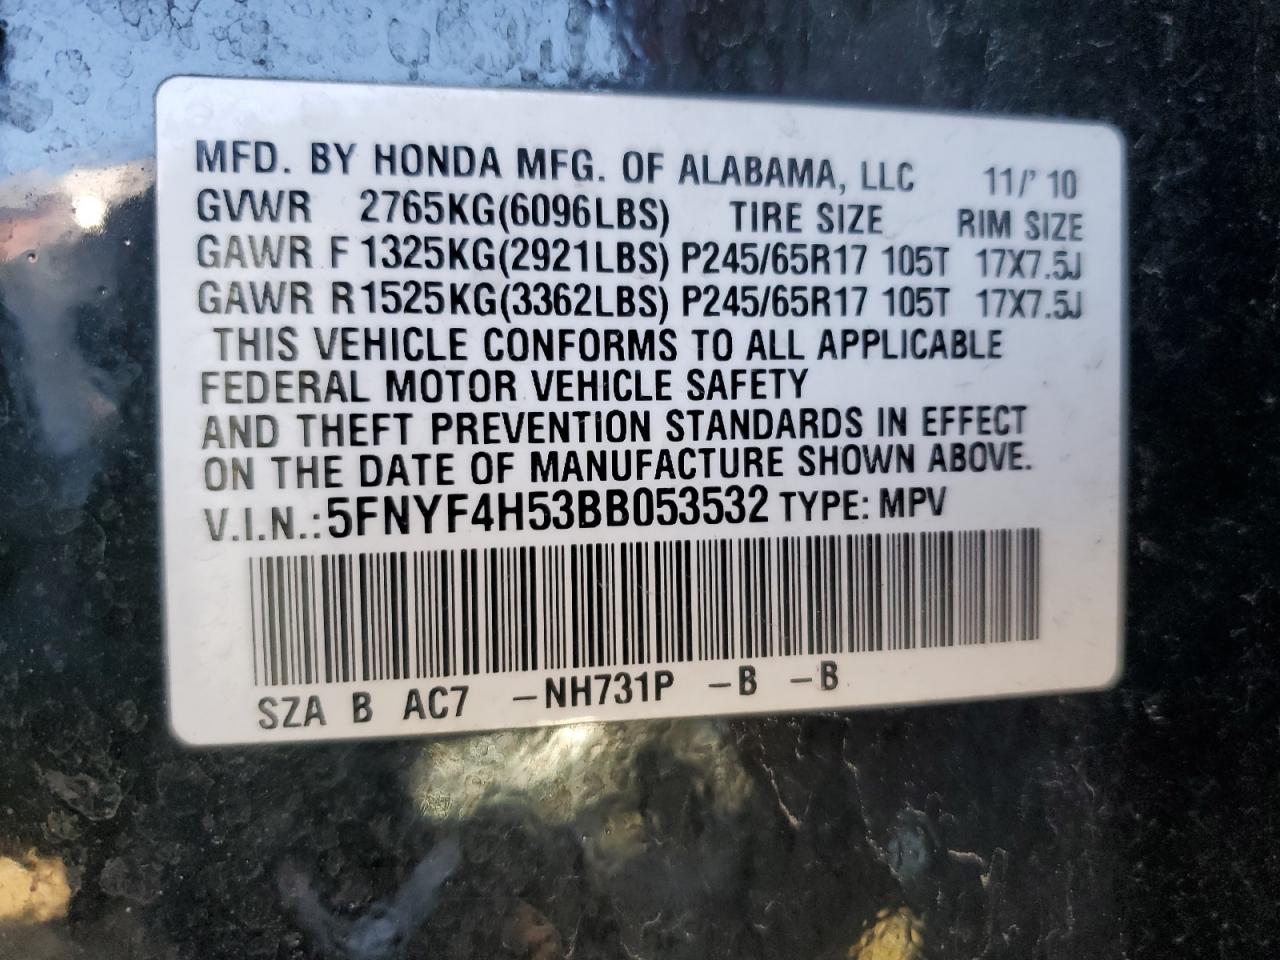 MFD. BY HONDA MFG. OF ALABAMA, LLC 11/' 10
GVWR 2765KG(6096LBS) TIRE SIZE RIM SIZE
GAWR F 1325KG(2921LBS) P245/65R17 105T 17X7.5J
GAWR R1525KG(3362LBS) P245/65R17 105T 17X7.5J
THIS VEHICLE CONFORMS TO ALL APPLICABLE
FEDERAL MOTOR VEHICLE SAFETY
AND THEFT PREVENTION STANDARDS IN EFFECT
ON THE DATE OF MANUFACTURE SHOWN ABOVE.
V.I.N.: 5FNYF4H53BB053532 TYPE: MPV
SZA B AC7 -NH731P -B -B